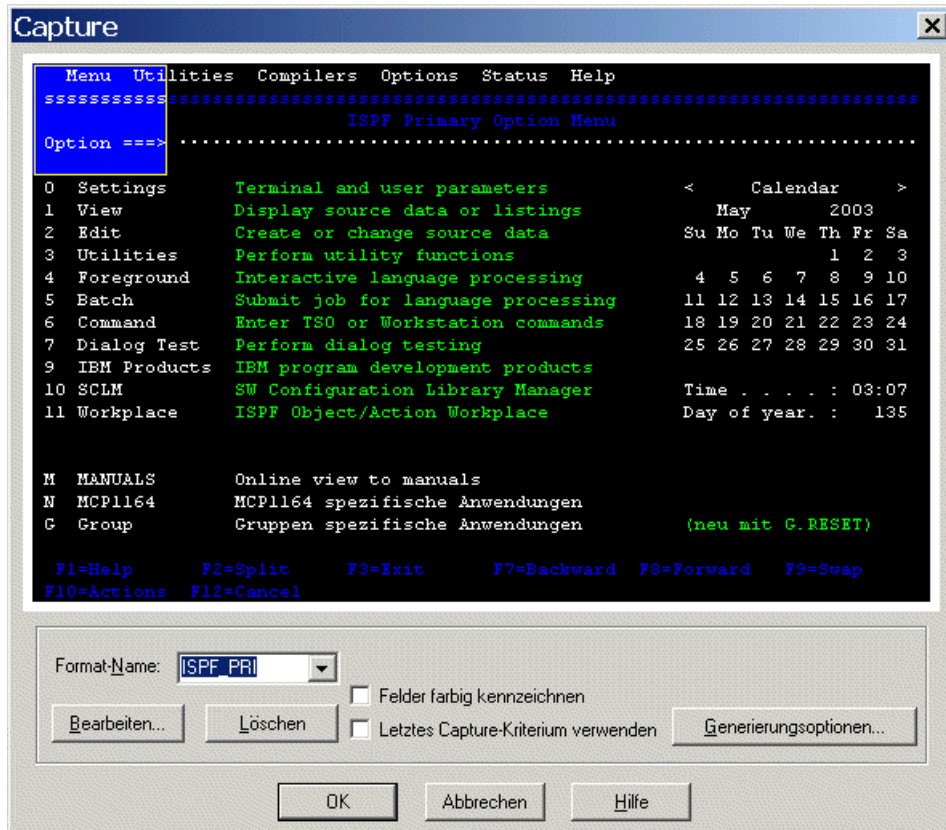 Capture
Menu Utilities Compilers Options Status Help
ssssssssssssssssssssssssssssssssssssssssssssssssssssssssssssssssssssssssssssss
ISPF Primary Option Menu
Option ===> ..................................................................
0 Settings Terminal and user parameters < Calendar >
1 View Display source data or listings May 2003
2 Edit Create or change source data Su Mo Tu We Th Fr Sa
3 Utilities Perform utility functions 1 2 3
4 Foreground Interactive language processing 4 5 6 7 8 9 10
5 Batch Submit job for language processing 11 12 13 14 15 16 17
6 Command Enter TSO or Workstation commands 18 19 20 21 22 23 24
7 Dialog Test Perform dialog testing 25 26 27 28 29 30 31
9 IBM Products IBM program development products
10 SCLM SW Configuration Library Manager Time . . . . : 03:07
11 Workplace ISPF Object/Action Workplace Day of year. : 135
M MANUALS Online view to manuals
N MCP1164 MCP1164 spezifische Anwendungen
G Group Gruppen spezifische Anwendungen (neu mit G.RESET)
F1=Help F2=Split F3=Exit F7=Backward F8=Forward F9=Swap
F10=Actions F12=Cancel
Format-Name: ISPF_PRI
Felder farbig kennzeichnen
Bearbeiten... Löschen Letztes Capture-Kriterium verwenden Generierungsoptionen...
OK Abbrechen Hilfe